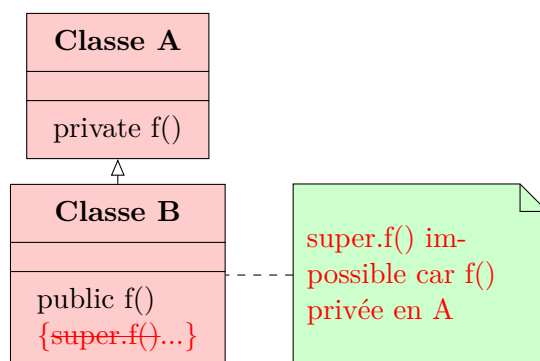 Classe A
private f()
Classe B
public f()
{super.f()...}
super.f() im-
possible car f()
privée en A